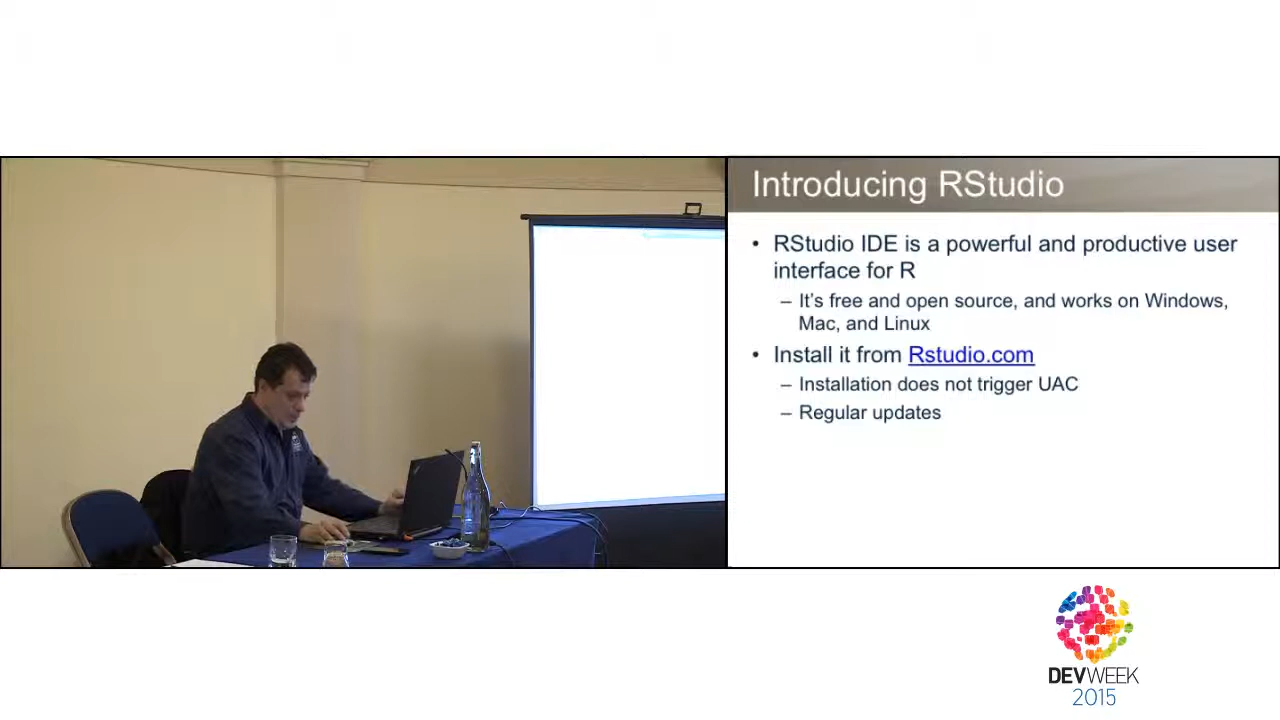 Introducing RStudio
• RStudio IDE is a powerful and productive user
interface for R
– It's free and open source, and works on Windows,
Mac, and Linux
• Install it from Rstudio.com
– Installation does not trigger UAC
– Regular updates
DEVWEEK
2015